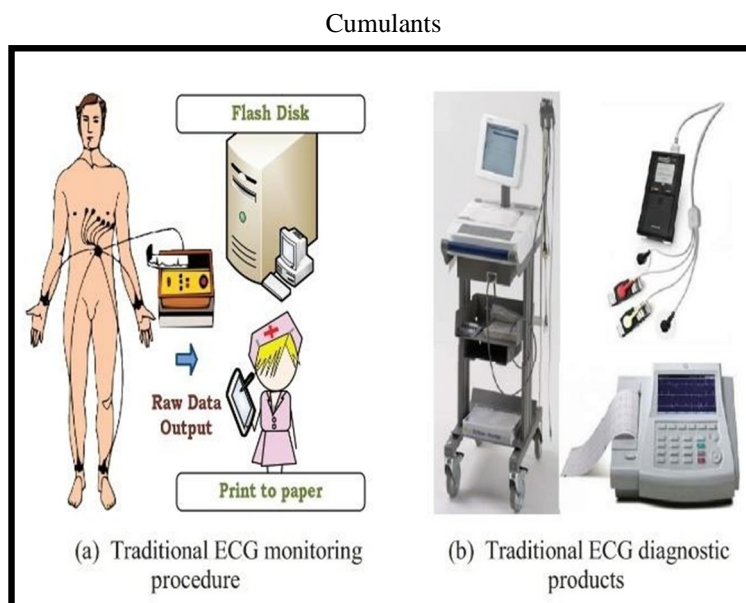 Cumulants
Flash Disk
Raw Data
Output
Print to paper
(a) Traditional ECG monitoring
procedure
(b) Traditional ECG diagnostic
products